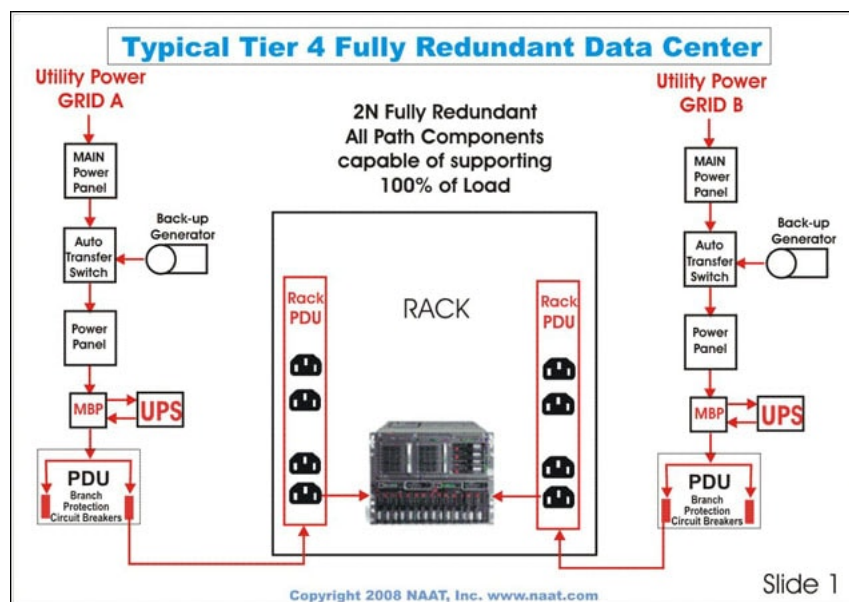 Typical Tier 4 Fully Redundant Data Center
Utility Power
GRID A
MAIN
Power
Panel
Auto
Transfer
Switch
Back-up
Generator
Power
Panel
MBP
UPS
PDU
Branch
Protection
Circuit Breakers
2N Fully Redundant
All Path Components
capable of supporting
100% of Load
Rack
PDU
RACK
Rack
PDU
Utility Power
GRID B
MAIN
Power
Panel
Auto
Transfer
Switch
Back-up
Generator
Power
Panel
MBP
UPS
PDU
Branch
Protection
Circuit Breakers
Copyright 2008 NAAT, Inc. www.naat.com
Slide 1